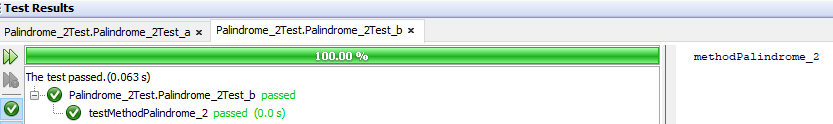 Test Results
Palindrome_2Test.Palindrome_2Test_a × Palindrome_2Test.Palindrome_2Test_b ×
100.00 %
The test passed.(0.063 s)
Palindrome_2Test.Palindrome_2Test_b passed
testMethodPalindrome_2 passed (0.0 s)
methodPalindrome_2